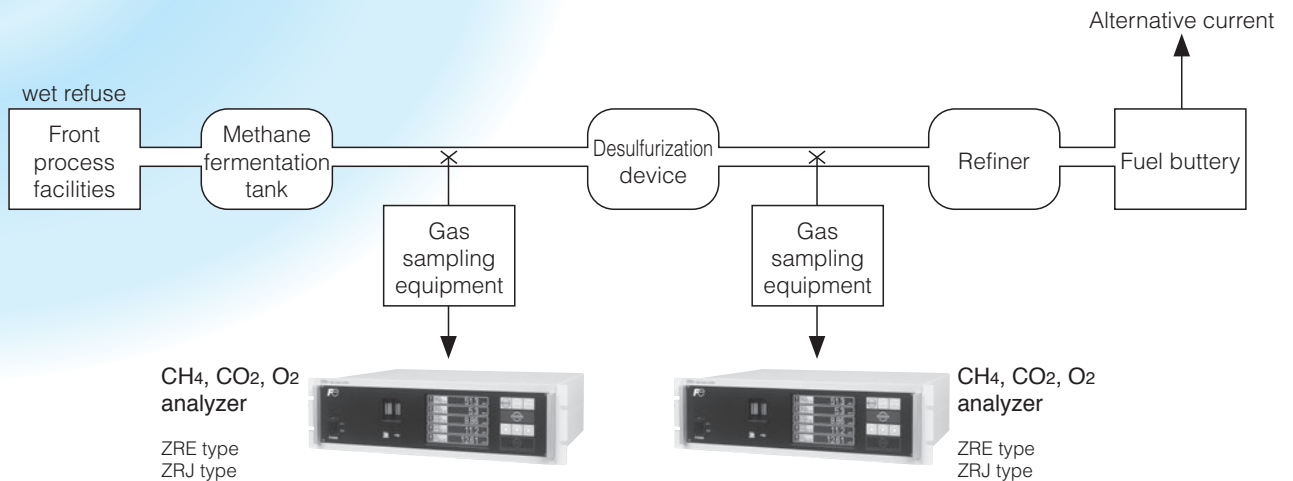 Alternative current
wet refuse
Front
process
facilities
Methane
fermentation
tank
Desulfurization
device
Refiner
Fuel buttery
Gas
sampling
equipment
Gas
sampling
equipment
CH4, CO2, O2
analyzer
ZRE type
ZRJ type
CH4, CO2, O2
analyzer
ZRE type
ZRJ type